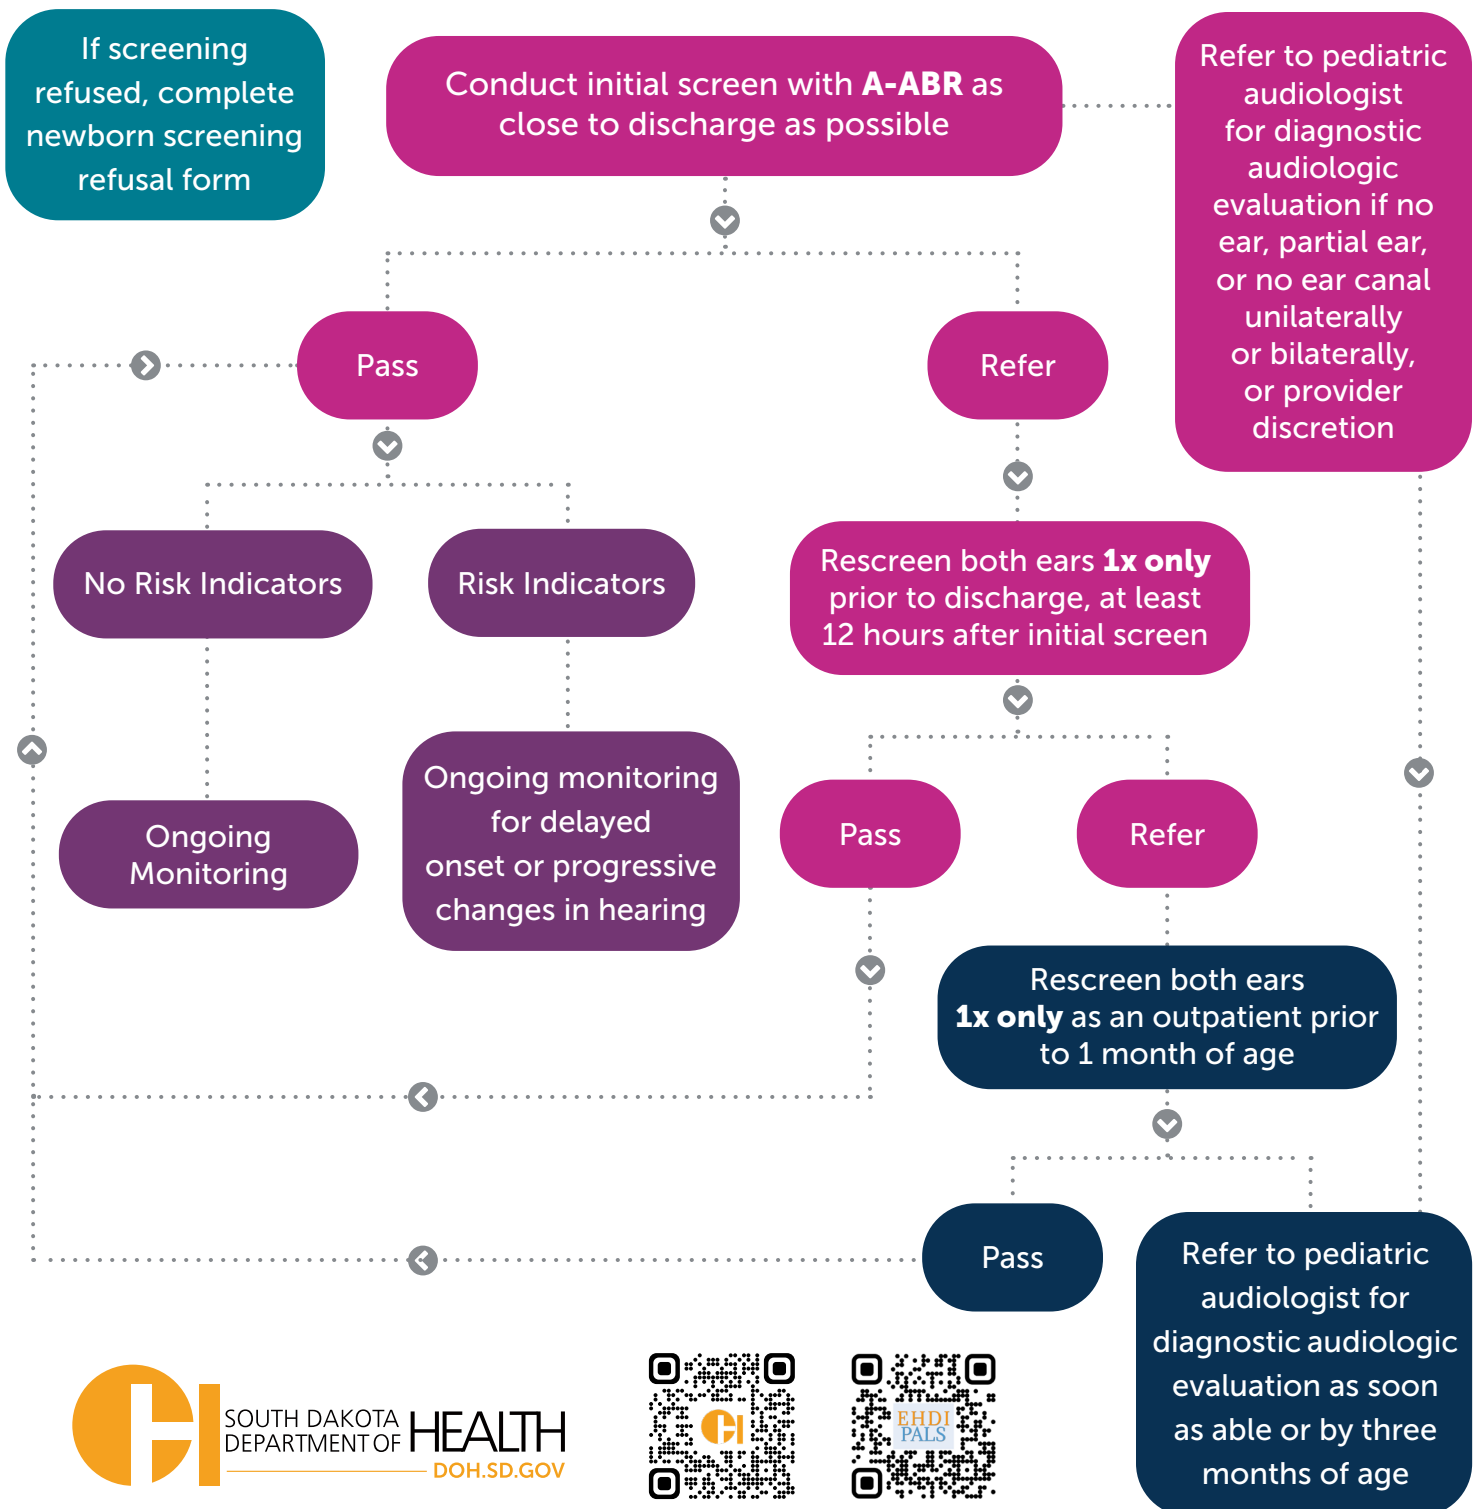 If screening
refused, complete
newborn screening
refusal form
Conduct initial screen with A-ABR as
close to discharge as possible
Refer to pediatric
audiologist
for diagnostic
audiologic
evaluation if no
ear, partial ear,
or no ear canal
unilaterally
or bilaterally,
or provider
discretion
Pass
Refer
No Risk Indicators
Risk Indicators
Rescreen both ears 1x only
prior to discharge, at least
12 hours after initial screen
Ongoing
Monitoring
Ongoing monitoring
for delayed
onset or progressive
changes in hearing
Pass
Refer
Rescreen both ears
1x only as an outpatient prior
to 1 month of age
Pass
Refer to pediatric
audiologist for
diagnostic audiologic
evaluation as soon
as able or by three
months of age
SOUTH DAKOTA
DEPARTMENT OF
HEALTH
DOH.SD.GOV
EHDI
PALS